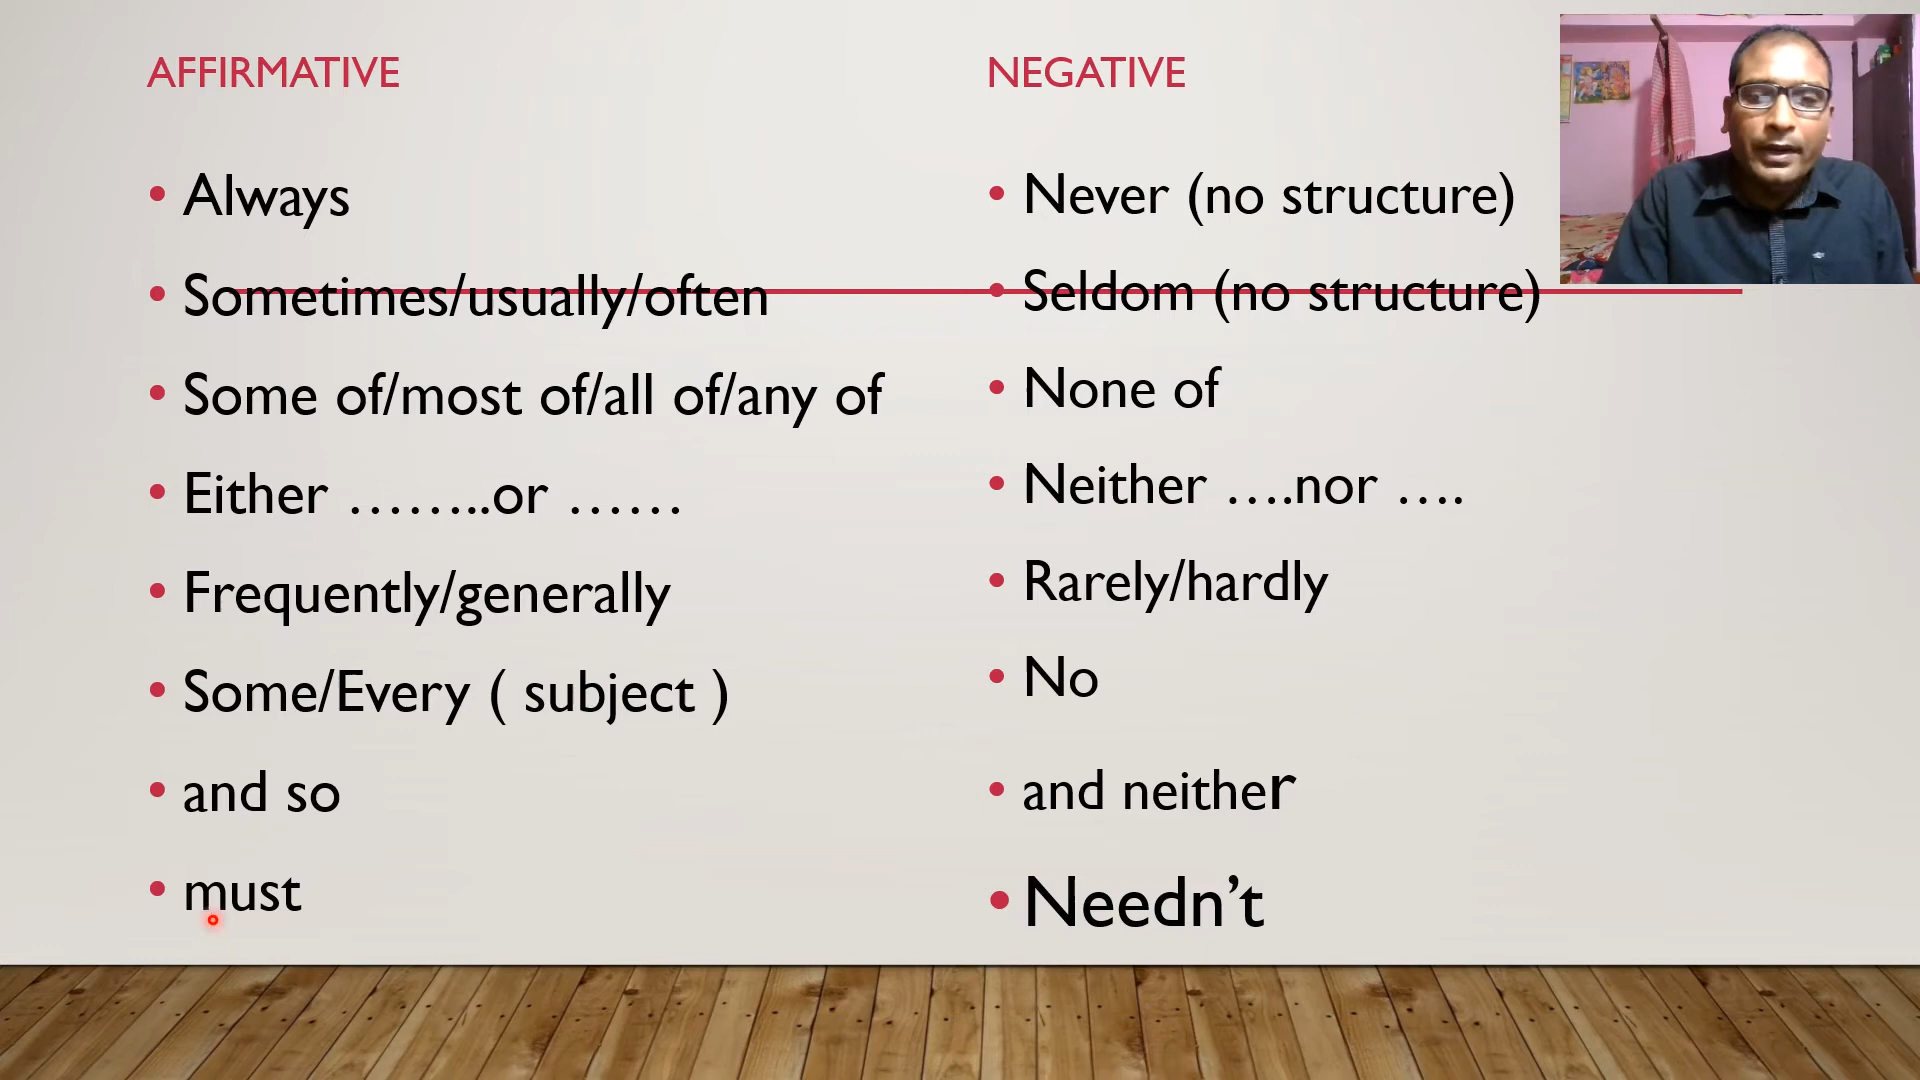 AFFIRMATIVE
• Always
• Sometimes/usually/often
• Some of/most of/all of/any of
• Either ……..or ……
• Frequently/generally
• Some/Every ( subject )
• and so
• must
NEGATIVE
• Never (no structure)
• Seldom (no structure)
• None of
• Neither ….nor ….
• Rarely/hardly
• No
• and neither
• Needn’t